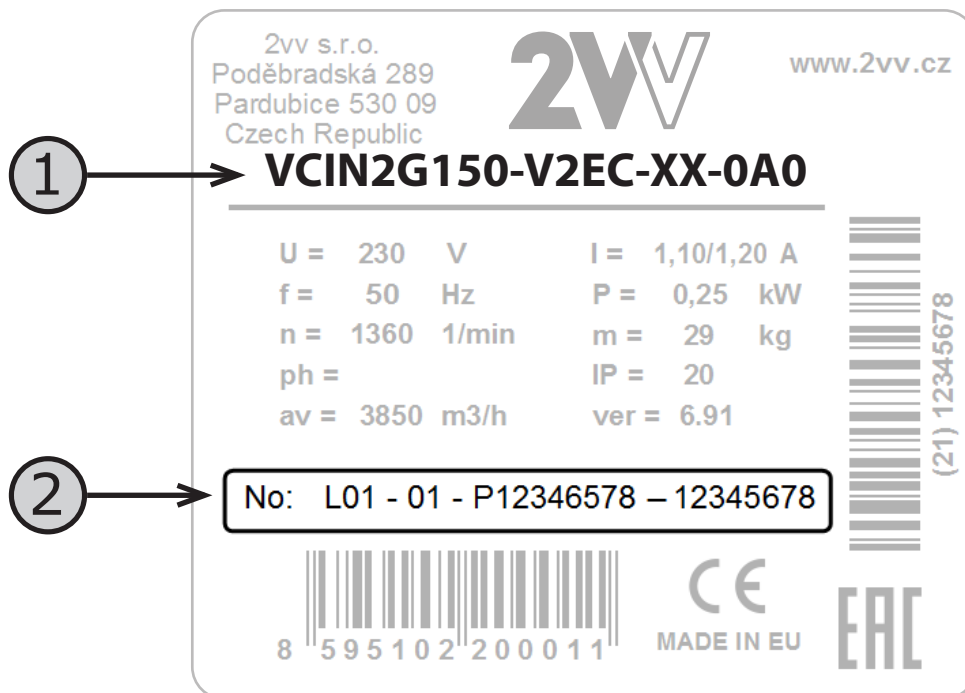 2vv s.r.o.
Poděbradská 289
Pardubice 530 09
Czech Republic
2VV
www.2vv.cz
1
VCIN2G150-V2EC-XX-0A0
U = 230 V I = 1,10/1,20 A
f = 50 Hz P = 0,25 kW
n = 1360 1/min m = 29 kg
ph = IP = 20
av = 3850 m3/h ver = 6.91
(21) 12345678
2
No: L01 - 01 - P12346578 – 12345678
8 595102 200011
CE
MADE IN EU
EAC